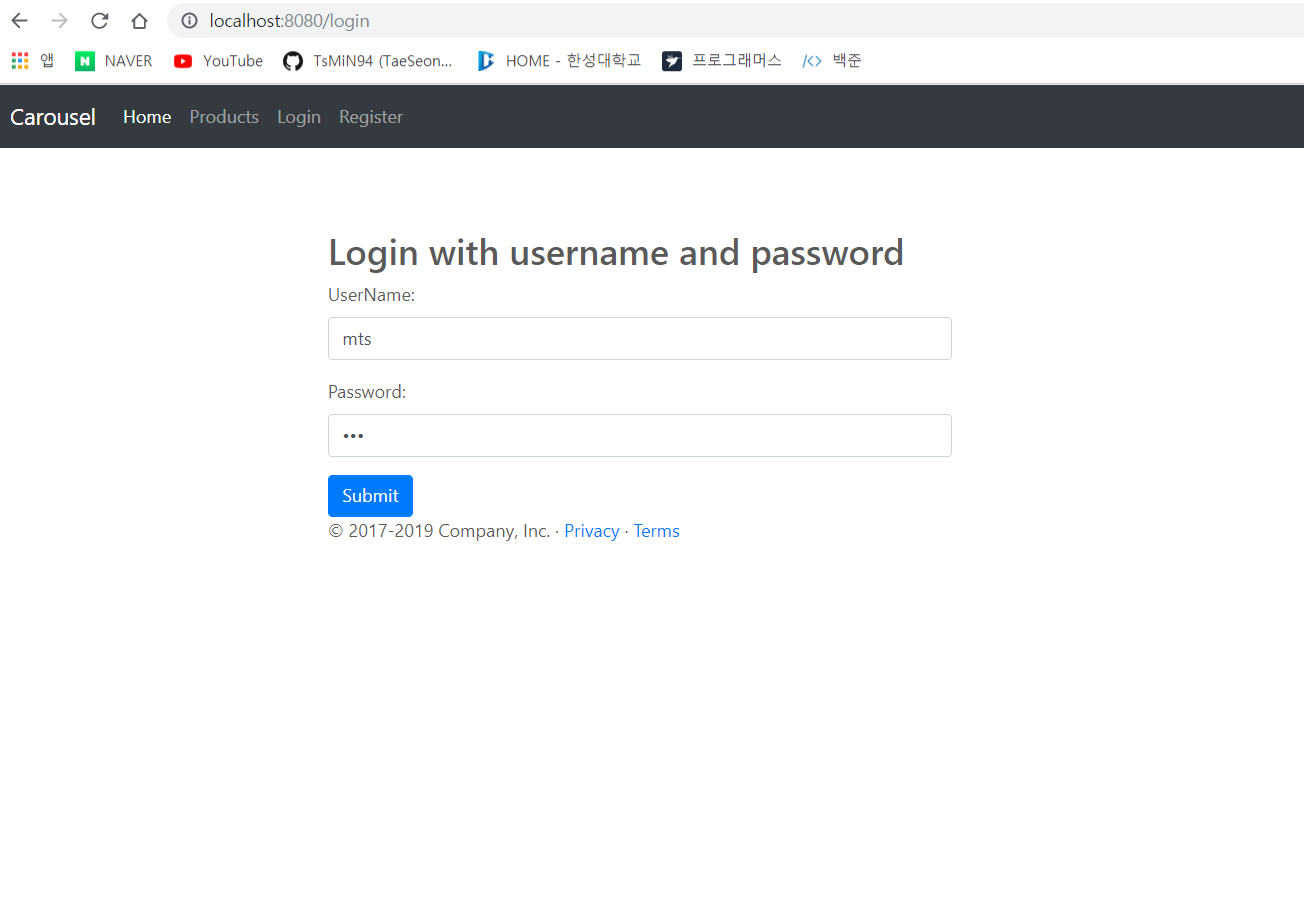 localhost:8080/login
앱 NAVER YouTube TsMiN94 (TaeSeon... HOME - 한성대학교 프로그래머스 </> 백준
Carousel Home Products Login Register
Login with username and password
UserName:
mts
Password:
•••
Submit
© 2017-2019 Company, Inc. · Privacy · Terms